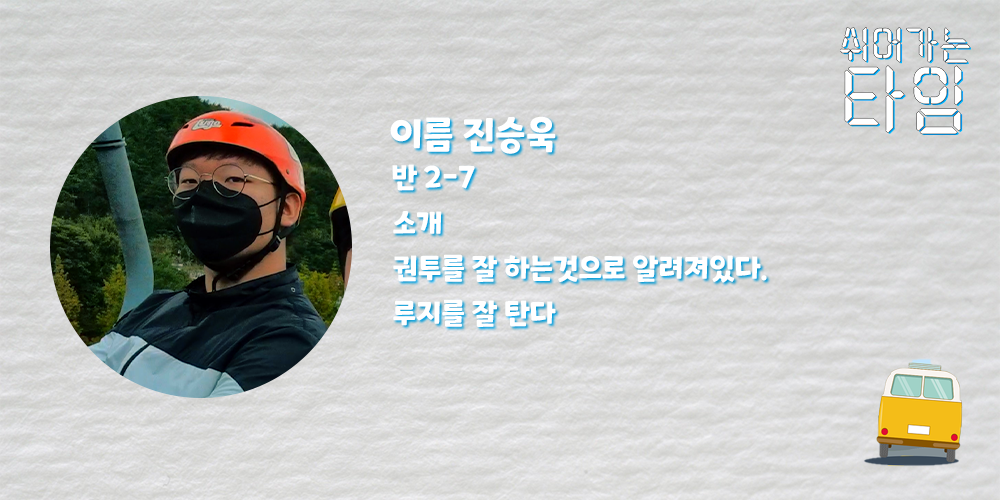 쉬어가는
타임
이름 진승욱
반 2-7
소개
권투를 잘 하는것으로 알려져있다.
루지를 잘 탄다